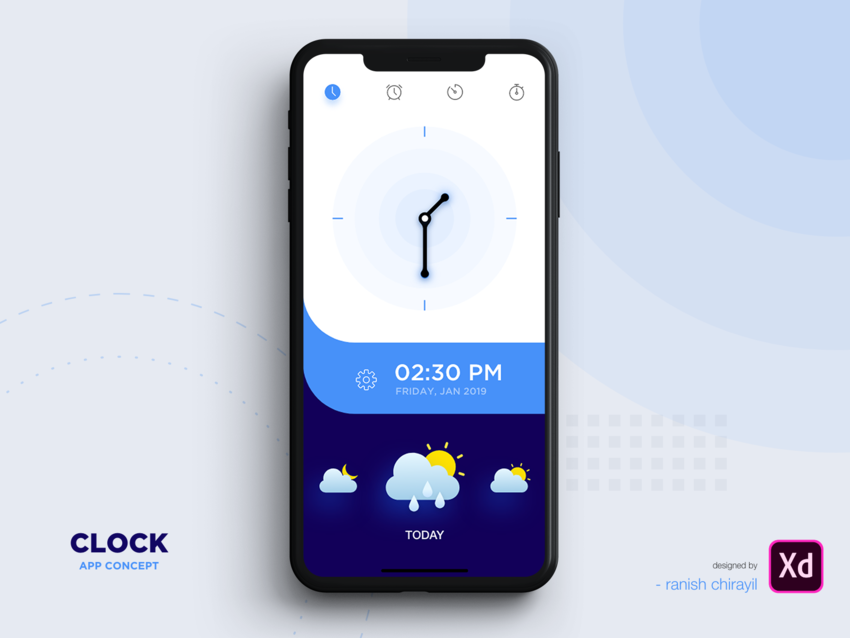 02:30 PM
FRIDAY, JAN 2019
TODAY
CLOCK
APP CONCEPT
designed by
- ranish chirayil
Xd